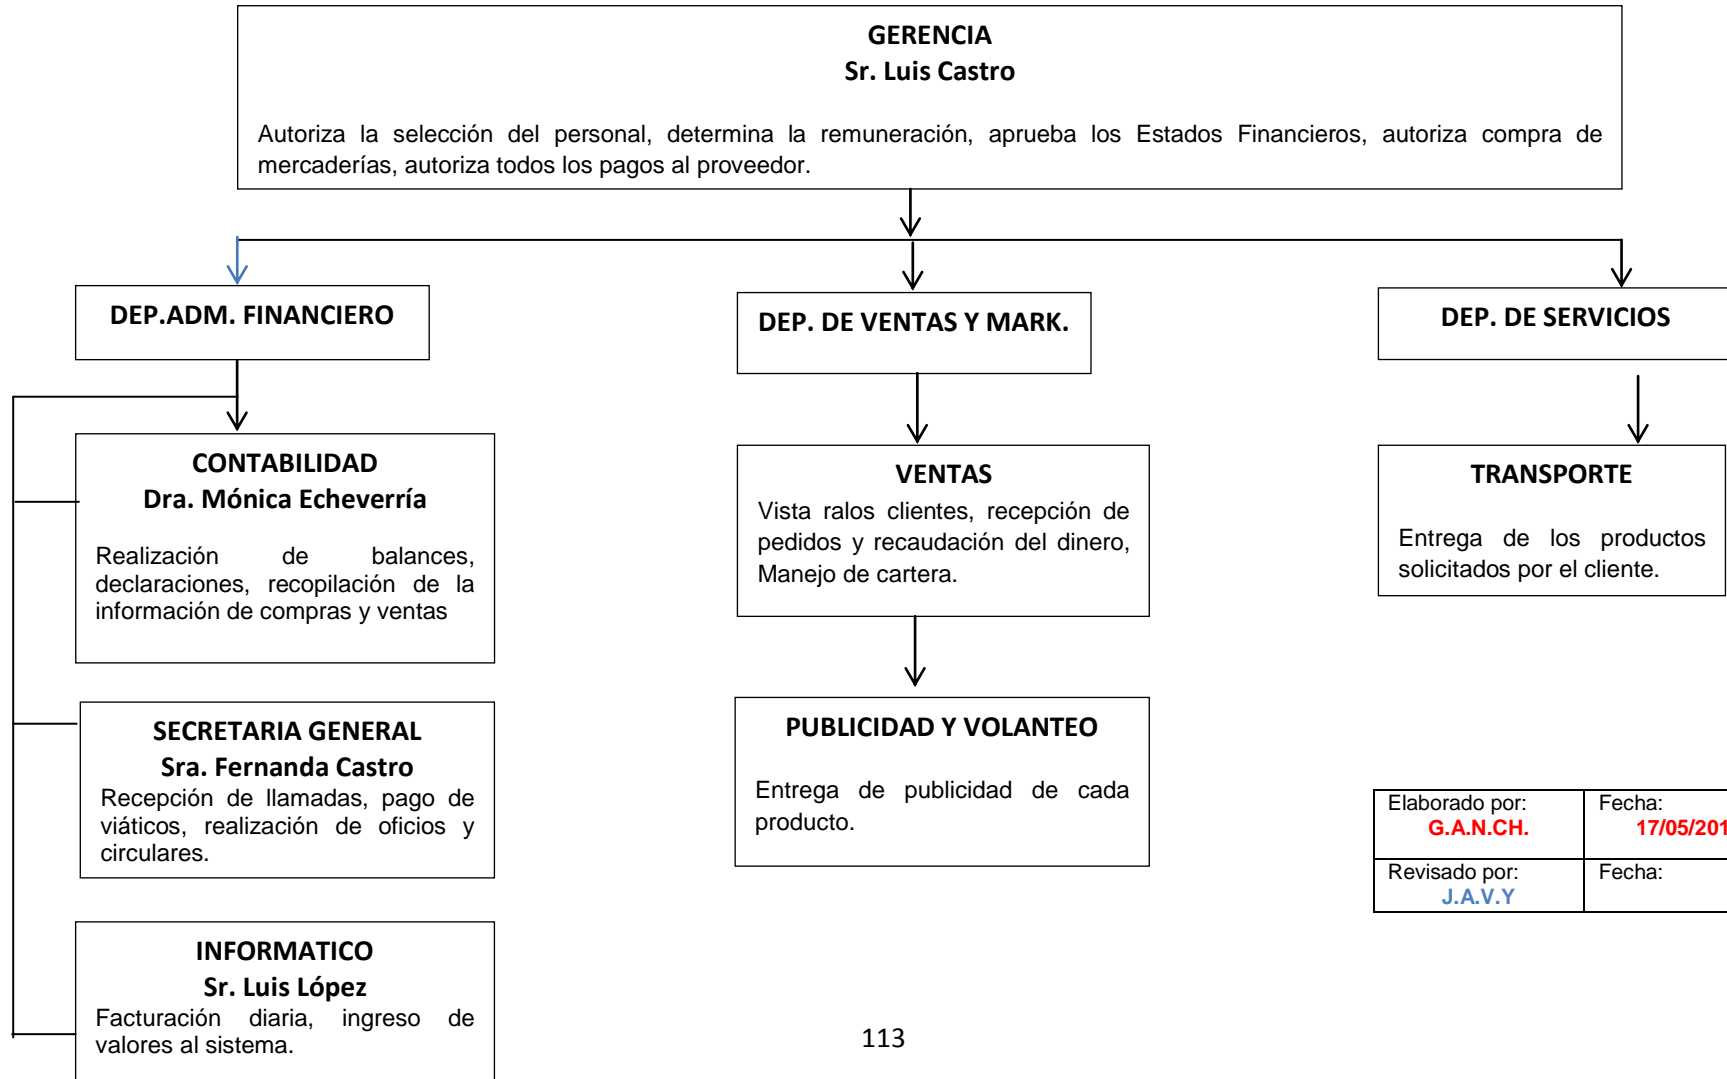 GERENCIA
Sr. Luis Castro
Autoriza la selección del personal, determina la remuneración, aprueba los Estados Financieros, autoriza compra de
mercaderías, autoriza todos los pagos al proveedor.
DEP.ADM. FINANCIERO
DEP. DE VENTAS Y MARK.
DEP. DE SERVICIOS
CONTABILIDAD
Dra. Mónica Echeverría
Realización de balances,
declaraciones, recopilación de la
información de compras y ventas
VENTAS
Vista ralos clientes, recepción de
pedidos y recaudación del dinero,
Manejo de cartera.
TRANSPORTE
Entrega de los productos
solicitados por el cliente.
SECRETARIA GENERAL
Sra. Fernanda Castro
Recepción de llamadas, pago de
viáticos, realización de oficios y
circulares.
PUBLICIDAD Y VOLANTEO
Entrega de publicidad de cada
producto.
Elaborado por:
G.A.N.CH.
Fecha:
17/05/201
Revisado por:
J.A.V.Y
Fecha:
INFORMATICO
Sr. Luis López
Facturación diaria, ingreso de
valores al sistema.
113